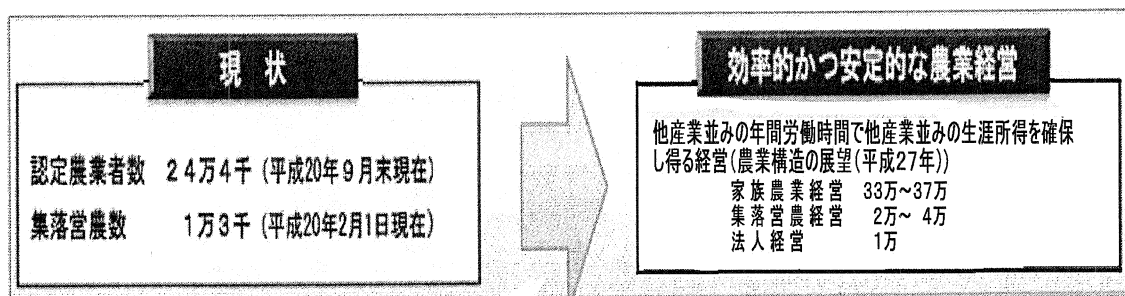 現状
認定農業者数 24万4千（平成20年9月末現在）
集落営農数 1万3千（平成20年2月1日現在）
効率的かつ安定的な農業経営
他産業並みの年間労働時間で他産業並みの生涯所得を確保
し得る経営（農業構造の展望（平成27年））
家族農業経営 33万～37万
集落営農経営 2万～ 4万
法人経営 1万